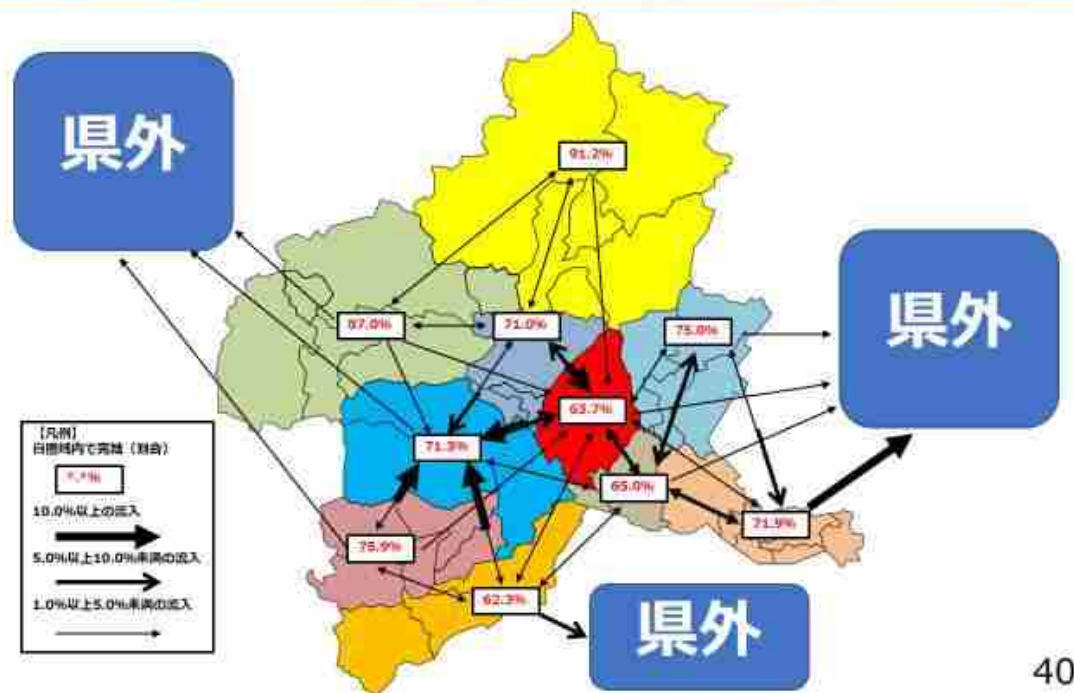 県外
91.2%
県外
87.0%
71.0%
75.8%
63.7%
【凡例】
自圏域内で完結（割合）
*.*%
10.0%以上の流入
5.0%以上10.0%未満の流入
1.0%以上5.0%未満の流入
71.3%
65.0%
71.9%
75.9%
62.3%
県外
40